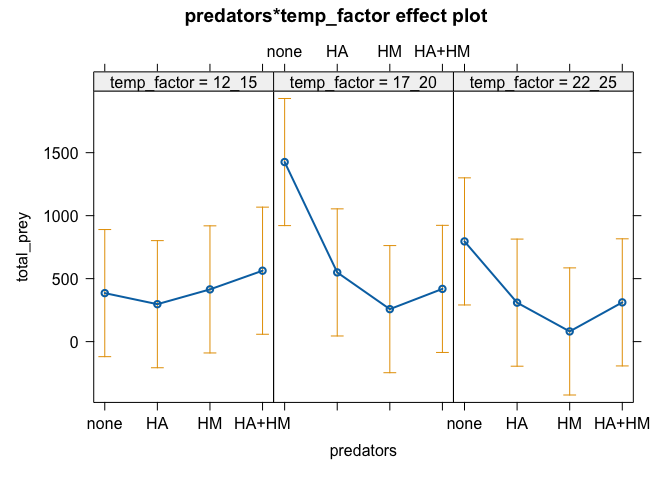 predators*temp_factor effect plot
none HA HM HA+HM
temp_factor = 12_15 temp_factor = 17_20 temp_factor = 22_25
1500
1000
500
0
total_prey
none HA HM HA+HM none HA HM HA+HM
predators